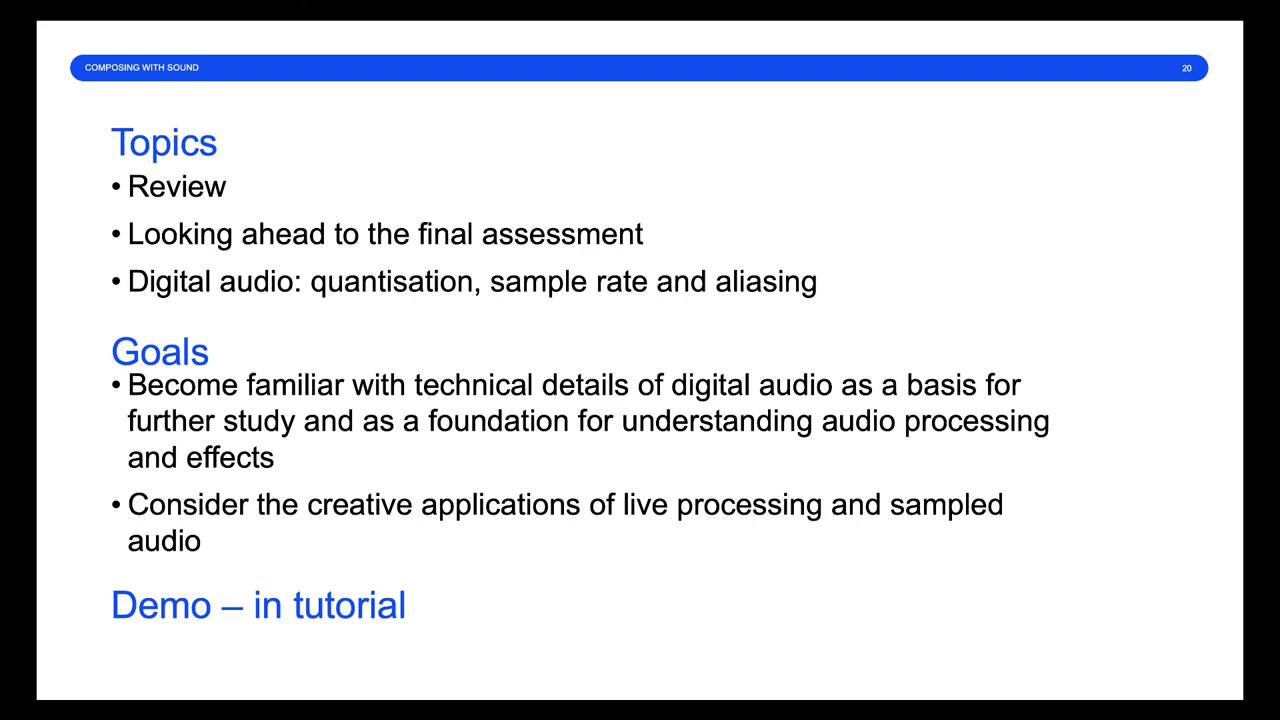 COMPOSING WITH SOUND 20
Topics
• Review
• Looking ahead to the final assessment
• Digital audio: quantisation, sample rate and aliasing
Goals
• Become familiar with technical details of digital audio as a basis for
further study and as a foundation for understanding audio processing
and effects
• Consider the creative applications of live processing and sampled
audio
Demo – in tutorial